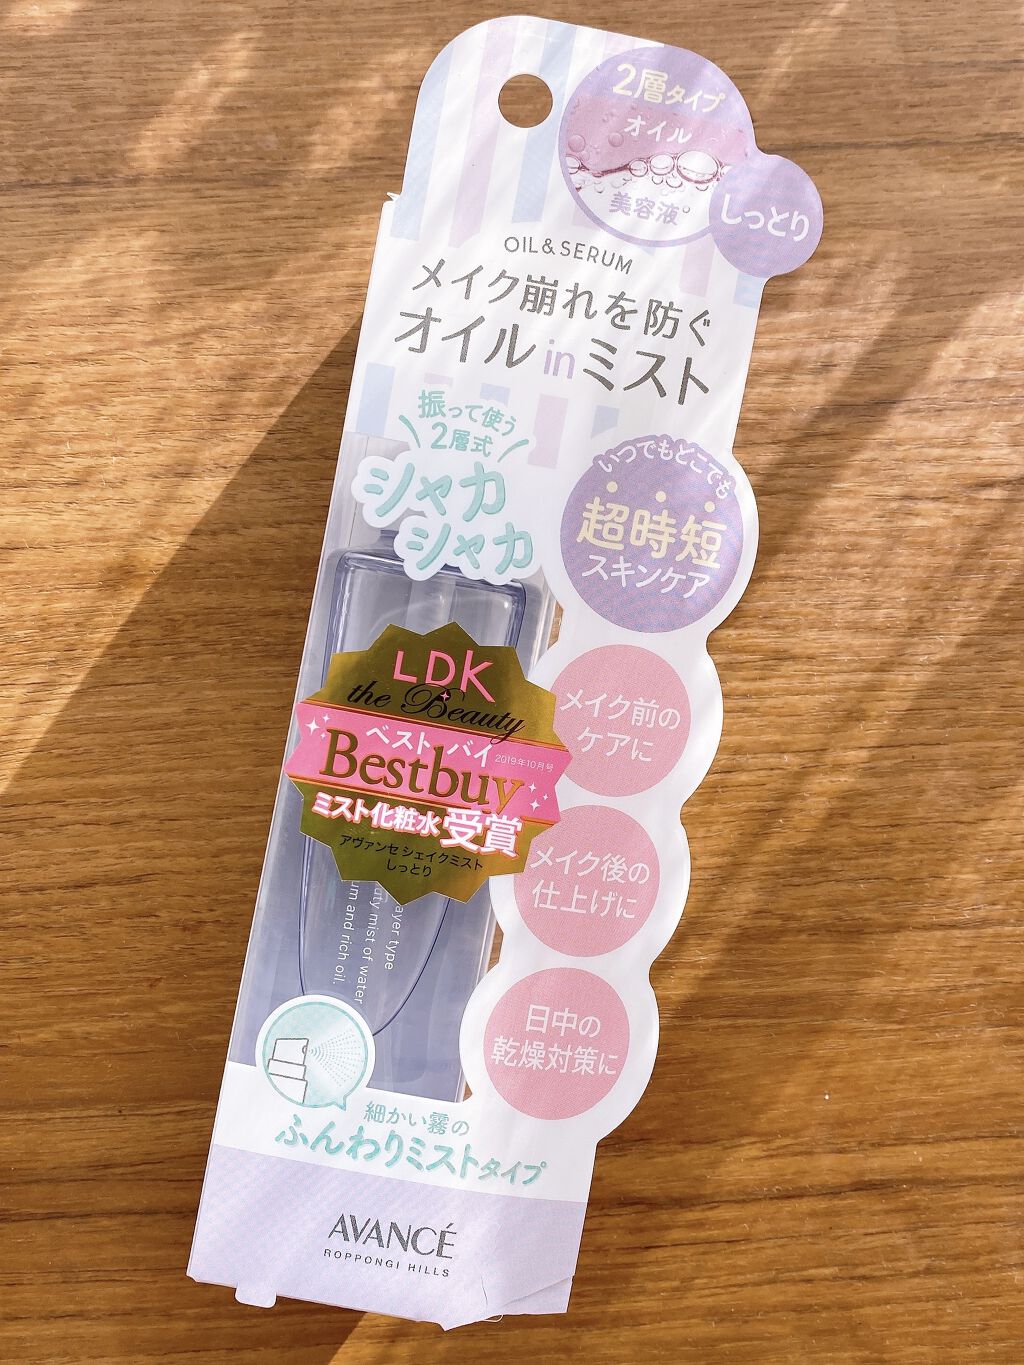 2層タイプ
オイル
美容液
しっとり
OIL&SERUM
メイク崩れを防ぐ
オイルinミスト
振って使う
2層式
シャカ
シャカ
いつでもどこでも
超時短
スキンケア
LDK
the Beauty
ベストバイ
2019年10月号
Bestbuy
ミスト化粧水受賞
アヴァンセ シェイクミスト
しっとり
メイク前の
ケアに
メイク後の
仕上げに
日中の
乾燥対策に
ayer type
uty mist of water
um and rich oil.
細かい霧の
ふんわりミストタイプ
AVANCÉ
ROPPONGI HILLS